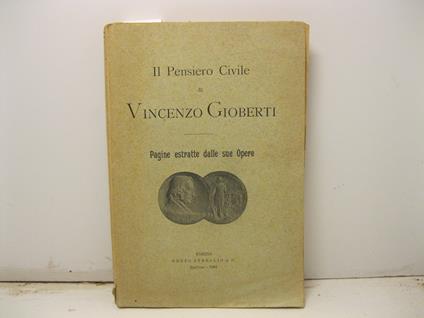 Il Pensiero Civile
di
VINCENZO GIOBERTI
Pagine estratte dalle sue Opere
TORINO